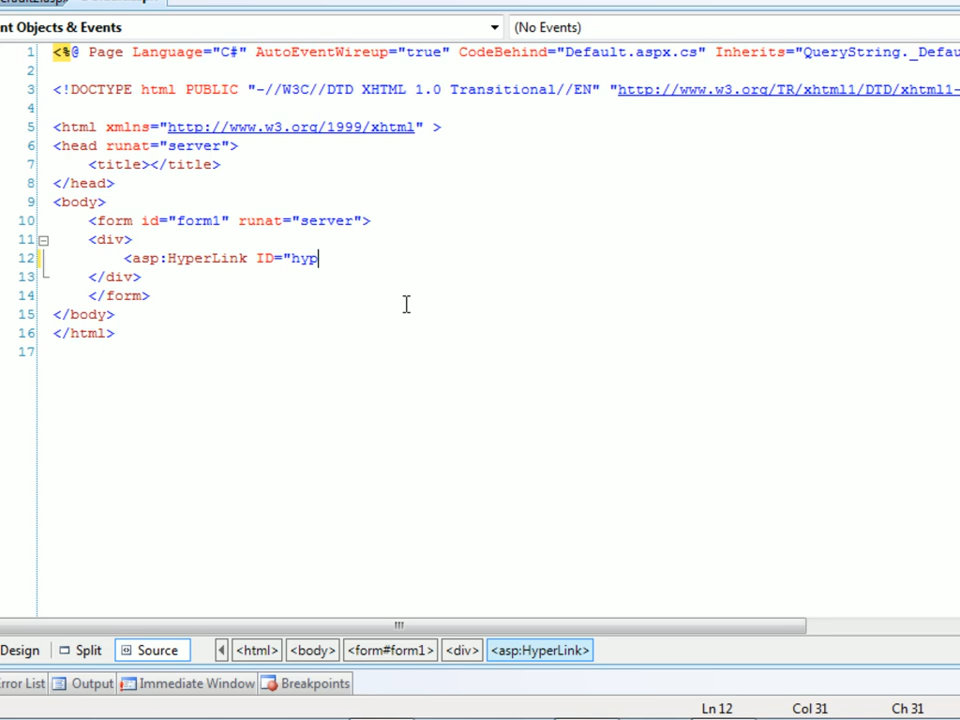 nt Objects & Events
(No Events)
1 <%@ Page Language="C#" AutoEventWireup="true" CodeBehind="Default.aspx.cs" Inherits="QueryString._Defau
2
3 <!DOCTYPE html PUBLIC "-//W3C//DTD XHTML 1.0 Transitional//EN" "http://www.w3.org/TR/xhtml1/DTD/xhtml1-
4
5 <html xmlns="http://www.w3.org/1999/xhtml" >
6 <head runat="server">
7 <title></title>
8 </head>
9 <body>
10 <form id="form1" runat="server">
11 <div>
12 <asp:HyperLink ID="hyp
13 </div>
14 </form>
15 </body>
16 </html>
17
Design Split Source <html> <body> <form#form1> <div> <asp:HyperLink>
rror List Output Immediate Window Breakpoints
Ln 12 Col 31 Ch 31